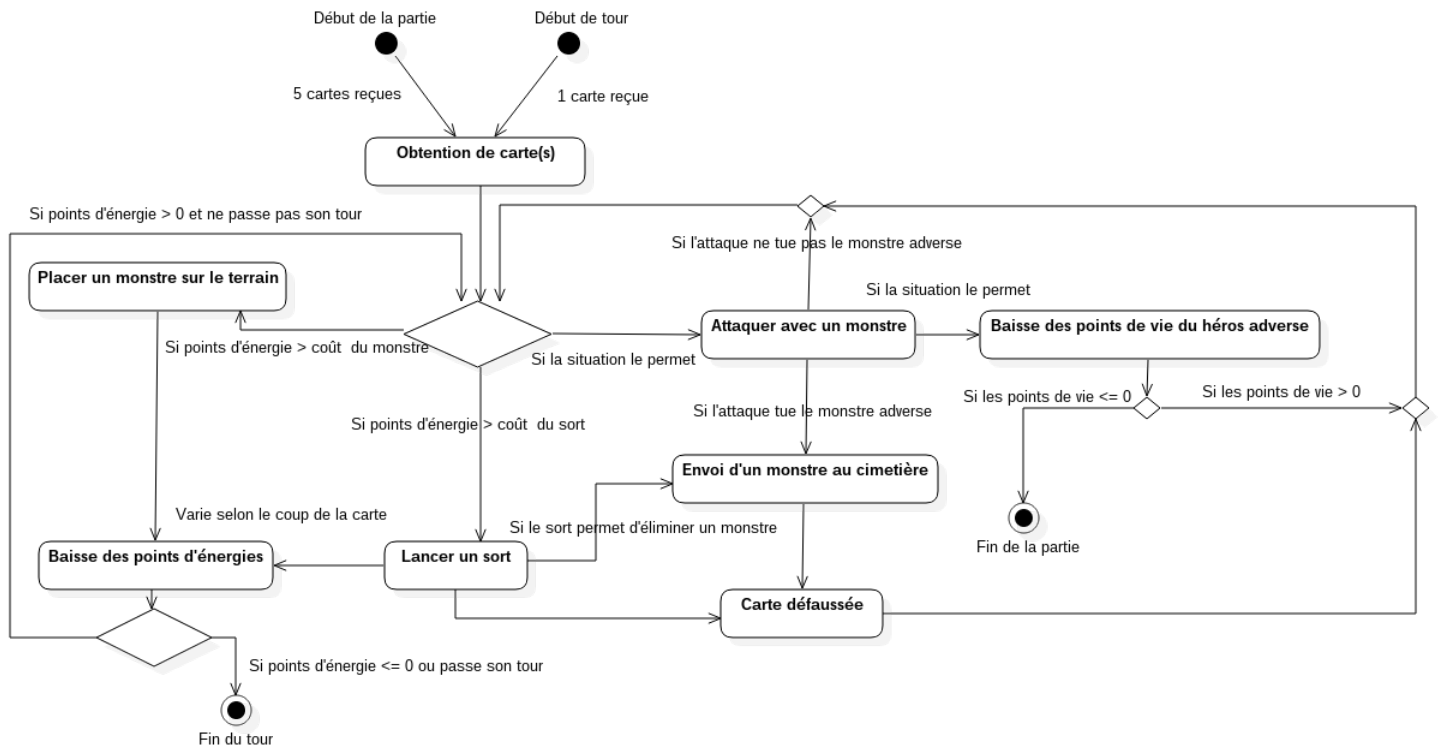 Début de la partie
Début de tour
5 cartes reçues
1 carte reçue
Obtention de carte(s)
Si points d'énergie > 0 et ne passe pas son tour
Si l'attaque ne tue pas le monstre adverse
Placer un monstre sur le terrain
Si la situation le permet
Attaquer avec un monstre
Baisse des points de vie du héros adverse
Si points d'énergie > coût  du monstre
Si la situation le permet
Si les points de vie <= 0
Si les points de vie > 0
Si l'attaque tue le monstre adverse
Si points d'énergie > coût  du sort
Envoi d'un monstre au cimetière
Varie selon le coup de la carte
Si le sort permet d'éliminer un monstre
Fin de la partie
Baisse des points d'énergies
Lancer un sort
Carte défaussée
Si points d'énergie <= 0 ou passe son tour
Fin du tour